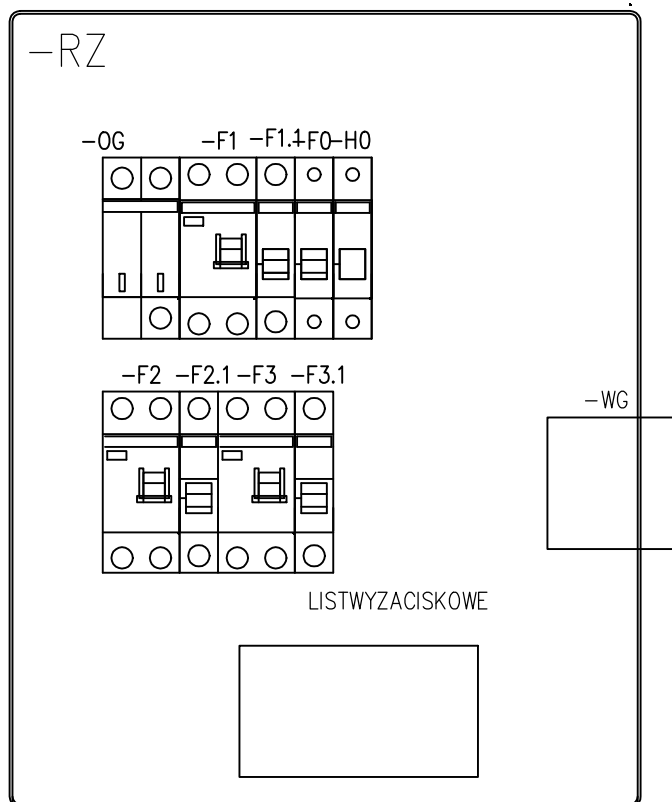 -RZ
-OG -F1 -F1.1 -F0 -H0
-F2 -F2.1 -F3 -F3.1
-WG
LISTWYZACISKOWE